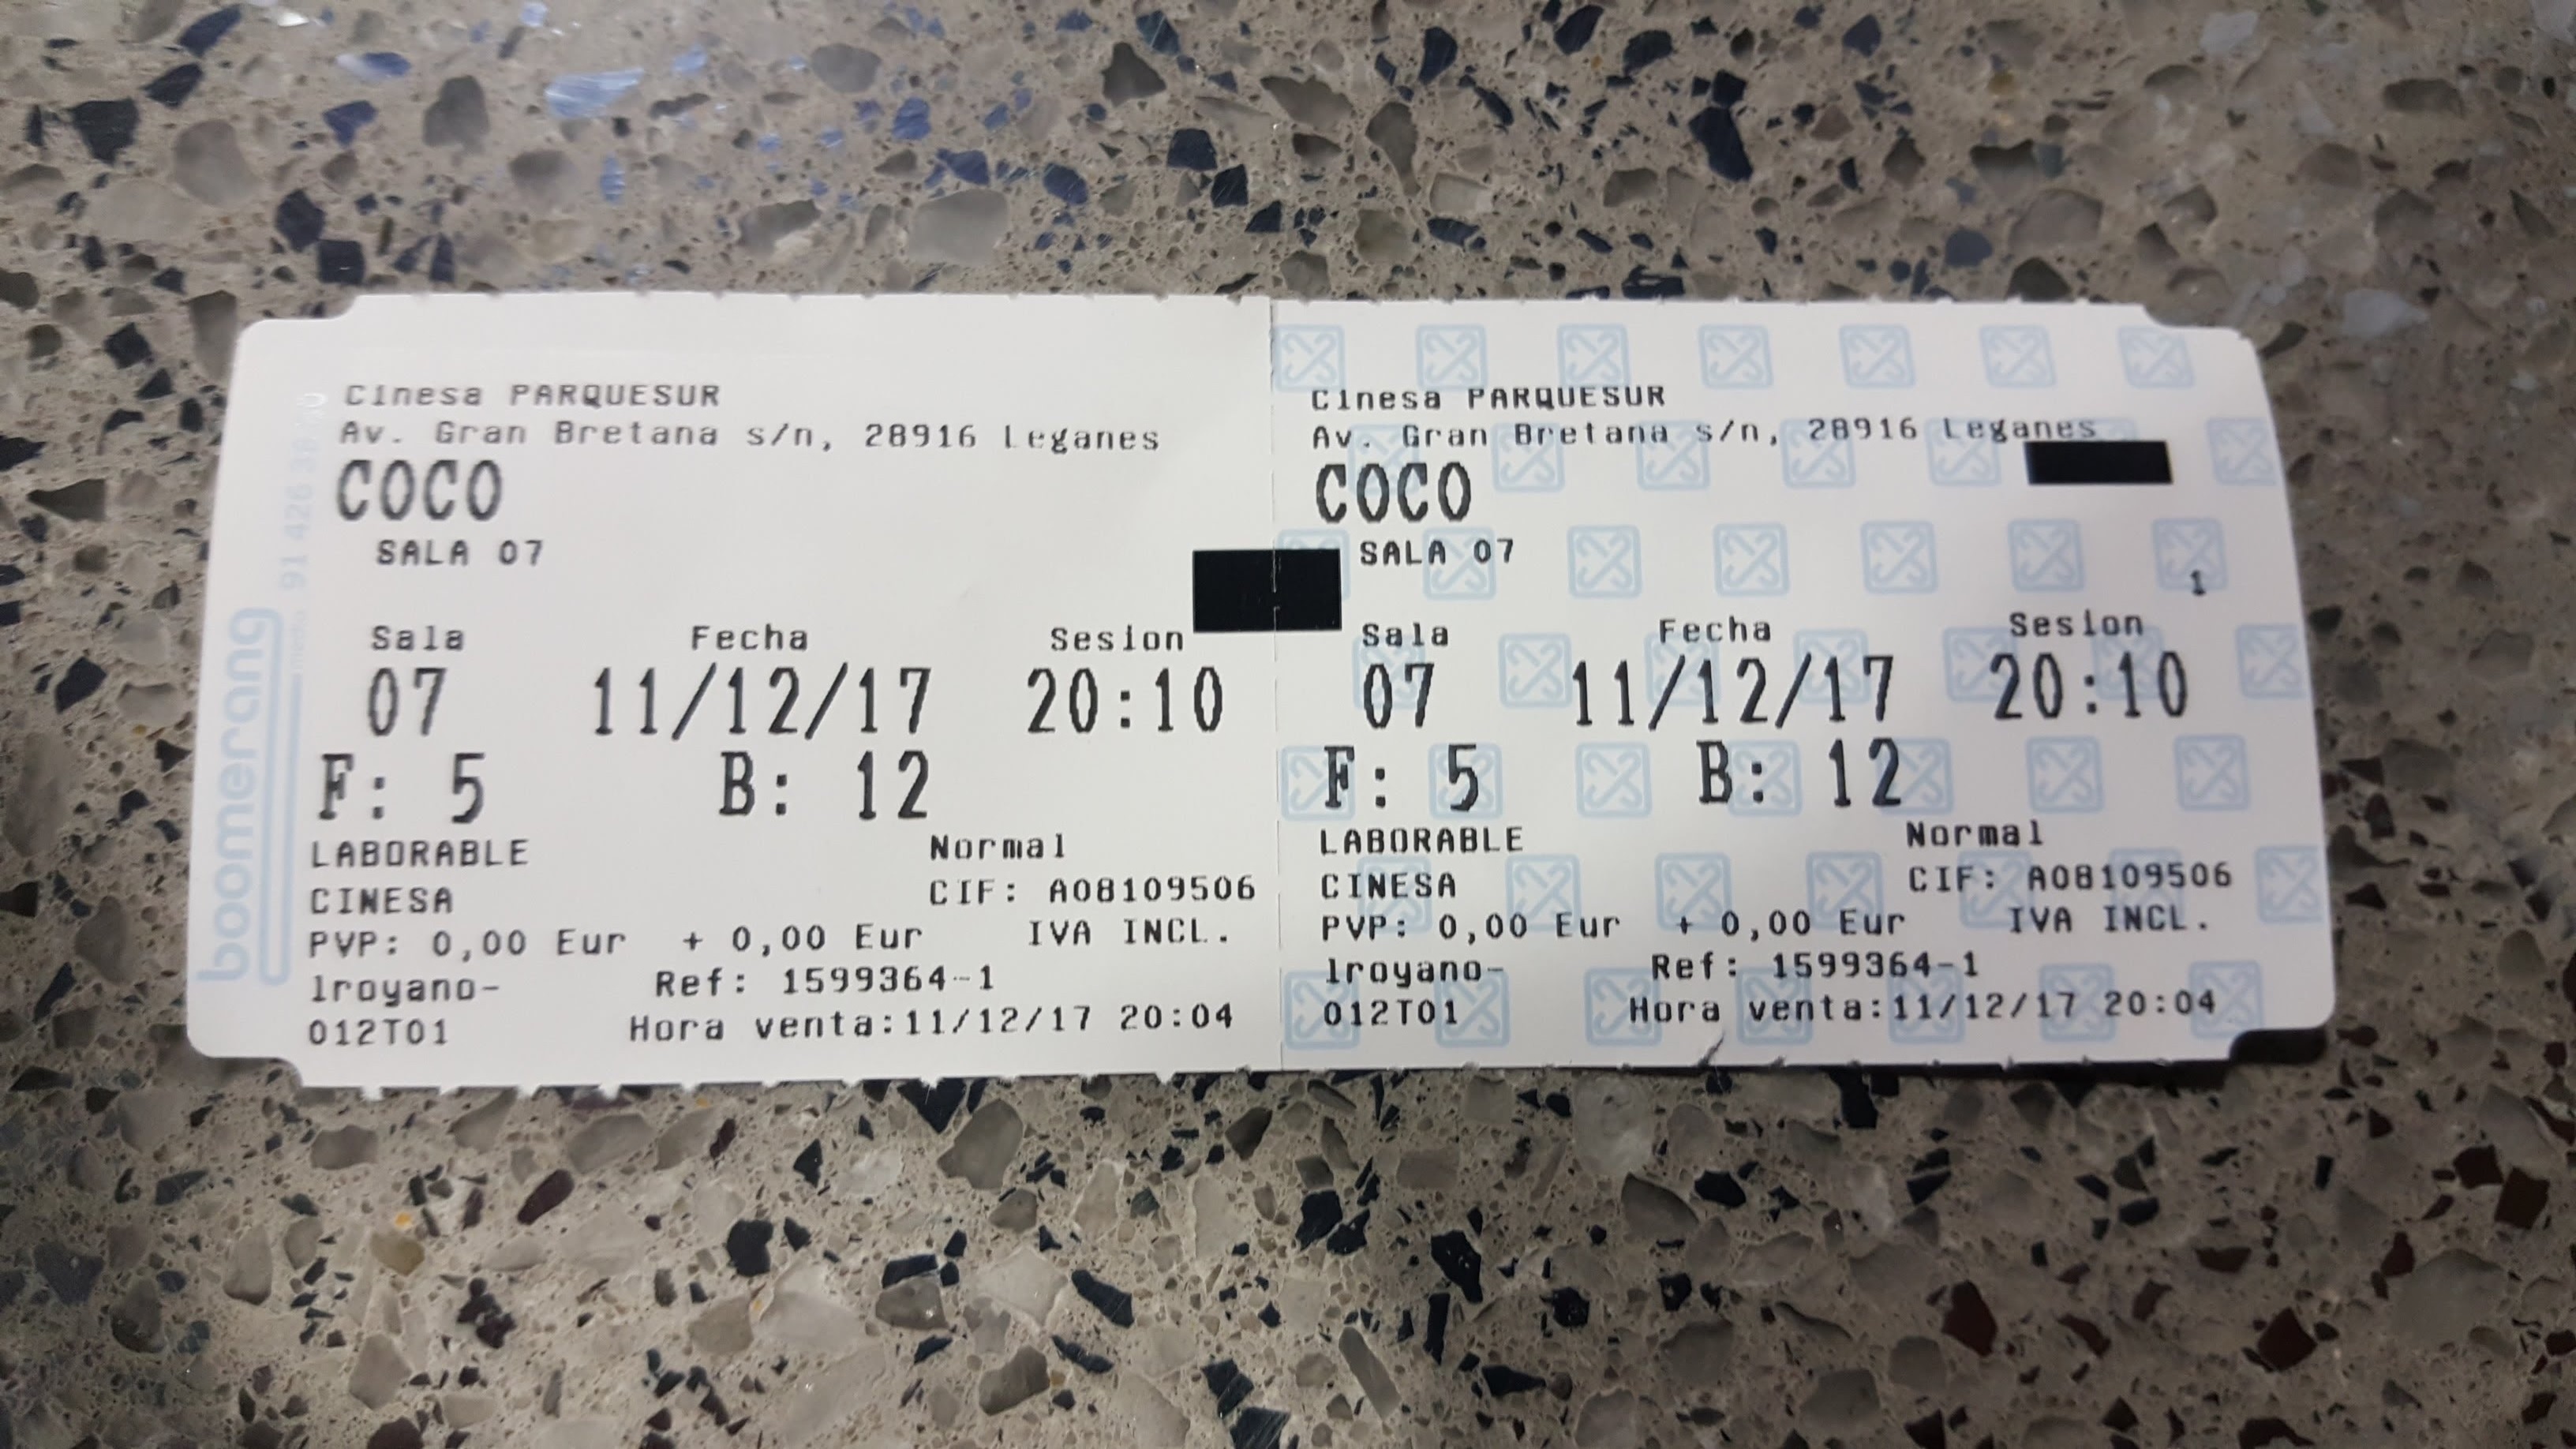 Cinesa PARQUESUR
Av. Gran Bretana s/n, 28916 Leganes
COCO
SALA 07
Sala Fecha Sesion
07 11/12/17 20:10
F: 5 B: 12
LABORABLE Normal
CINESA CIF: A08109506
PVP: 0,00 Eur + 0,00 Eur IVA INCL.
lroyano- Ref: 1599364-1
012T01 Hora venta:11/12/17 20:04
boomerang
91 426 38
Cinesa PARQUESUR
Av. Gran Bretana s/n, 28916 Leganes
COCO
SALA 07
1
Sala Fecha Sesion
07 11/12/17 20:10
F: 5 B: 12
LABORABLE Normal
CINESA CIF: A08109506
PVP: 0,00 Eur + 0,00 Eur IVA INCL.
lroyano- Ref: 1599364-1
012T01 Hora venta:11/12/17 20:04